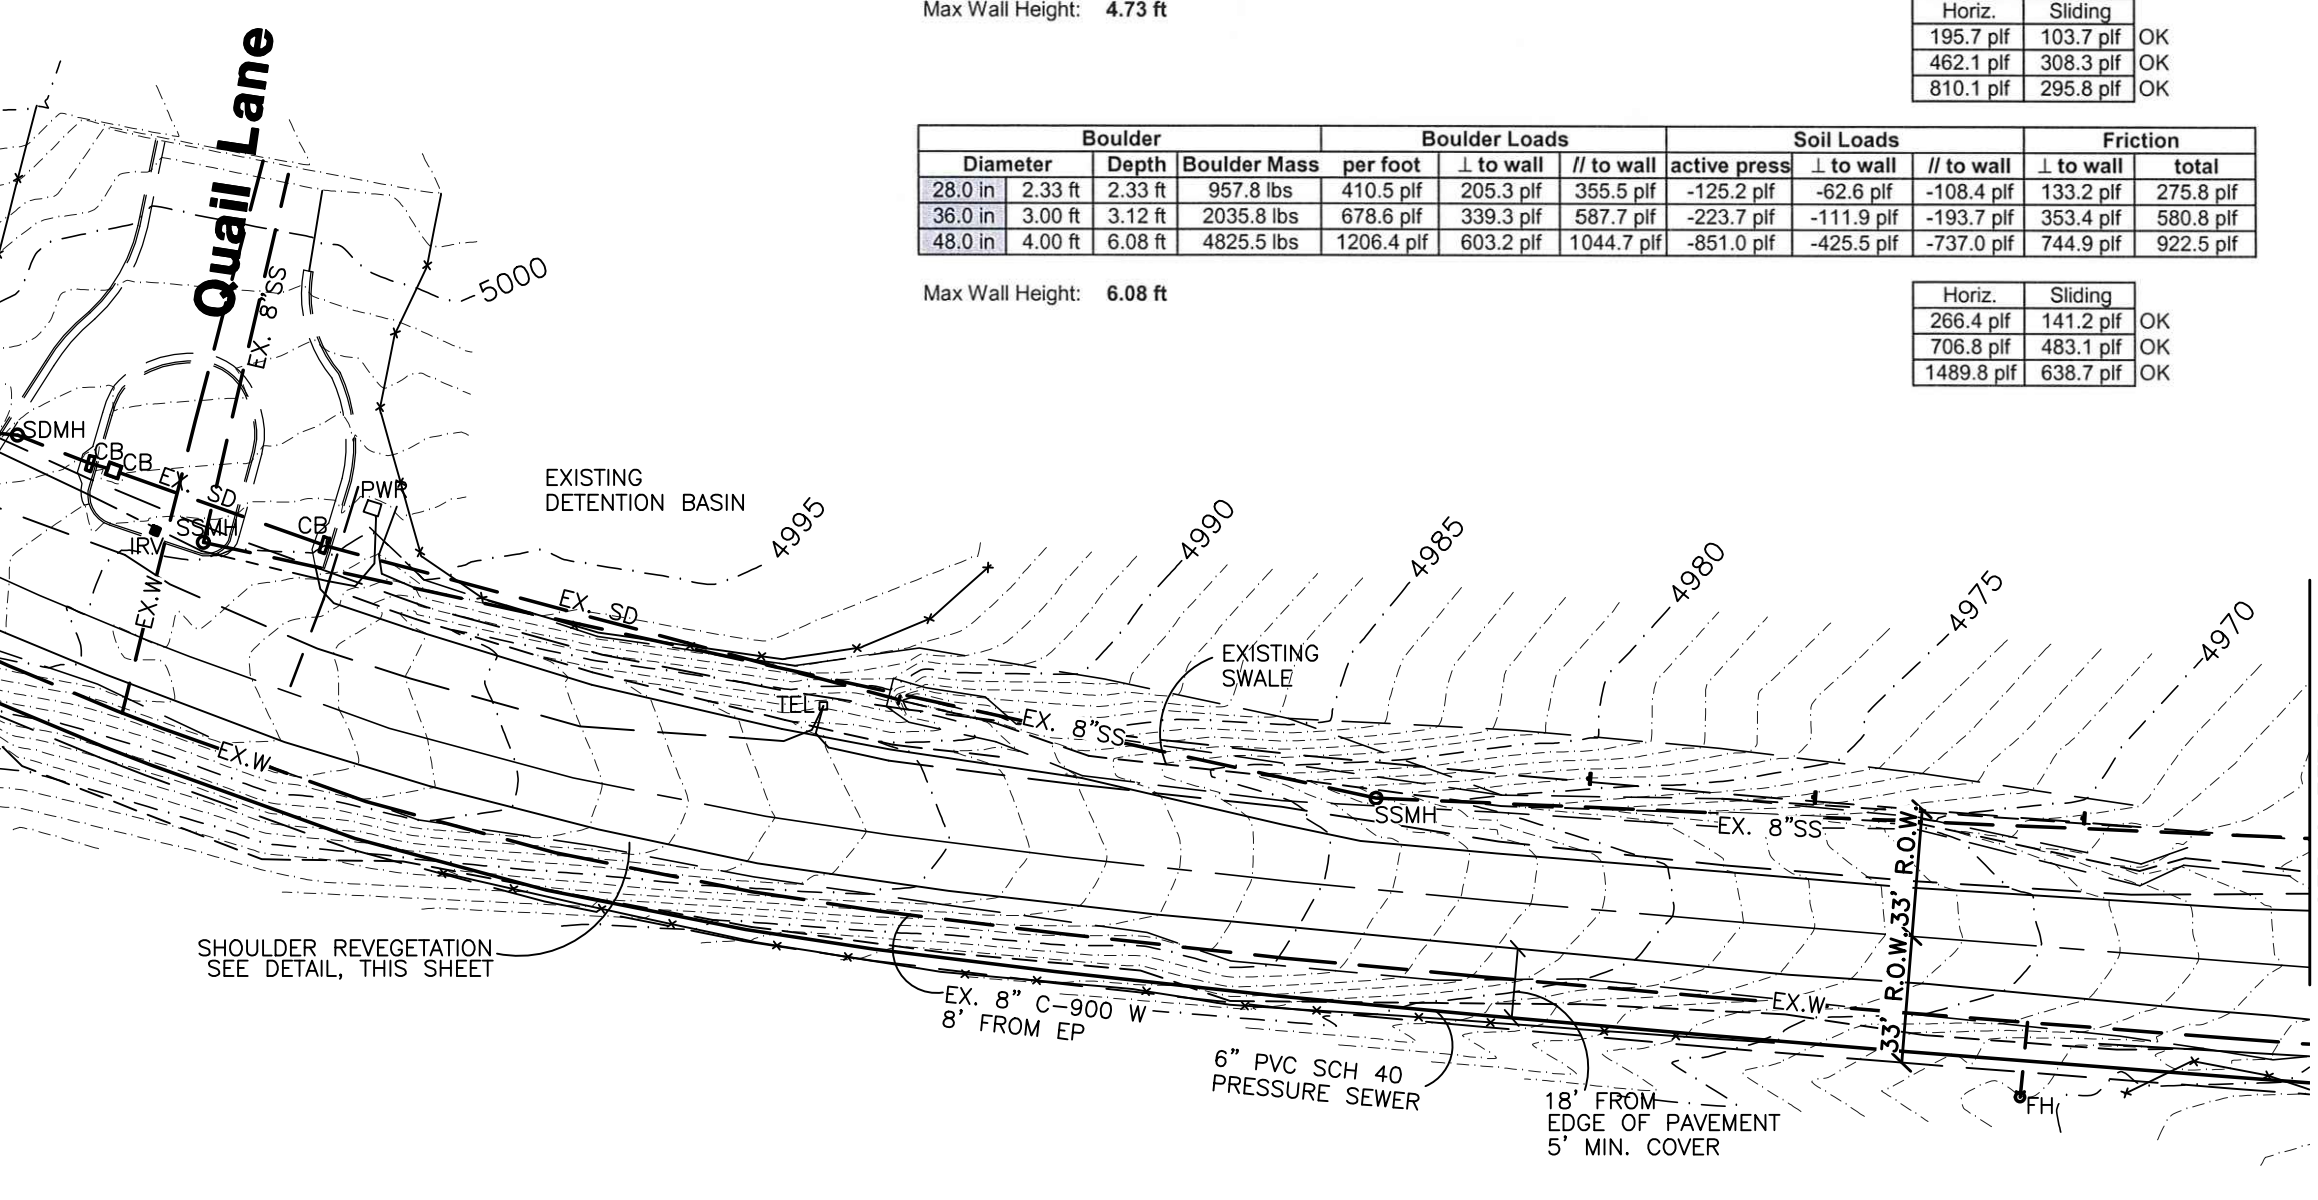 Max Wall Height: 4.73 ft
Horiz. Sliding
195.7 plf 103.7 plf OK
462.1 plf 308.3 plf OK
810.1 plf 295.8 plf OK
Boulder Boulder Loads Soil Loads Friction
Diameter Depth Boulder Mass per foot ⊥ to wall // to wall active press ⊥ to wall // to wall ⊥ to wall total
28.0 in 2.33 ft 2.33 ft 957.8 lbs 410.5 plf 205.3 plf 355.5 plf -125.2 plf -62.6 plf -108.4 plf 133.2 plf 275.8 plf
36.0 in 3.00 ft 3.12 ft 2035.8 lbs 678.6 plf 339.3 plf 587.7 plf -223.7 plf -111.9 plf -193.7 plf 353.4 plf 580.8 plf
48.0 in 4.00 ft 6.08 ft 4825.5 lbs 1206.4 plf 603.2 plf 1044.7 plf -851.0 plf -425.5 plf -737.0 plf 744.9 plf 922.5 plf
Max Wall Height: 6.08 ft
Horiz. Sliding
266.4 plf 141.2 plf OK
706.8 plf 483.1 plf OK
1489.8 plf 638.7 plf OK
Quail Lane
EX. 8"SS
5000
SDMH
CB
CB
EX. SD
PWR
SSMH
CB
IRV
EX.W
EXISTING
DETENTION BASIN
4995
4990
4985
4980
4975
4970
EX. SD
EXISTING
SWALE
TEL
EX. 8"SS
EX.W
SSMH
EX. 8"SS
33' R.O.W.
33' R.O.W.
SHOULDER REVEGETATION
SEE DETAIL, THIS SHEET
EX. 8" C-900 W
8' FROM EP
EX.W
6" PVC SCH 40
PRESSURE SEWER
18' FROM
EDGE OF PAVEMENT
5' MIN. COVER
FH